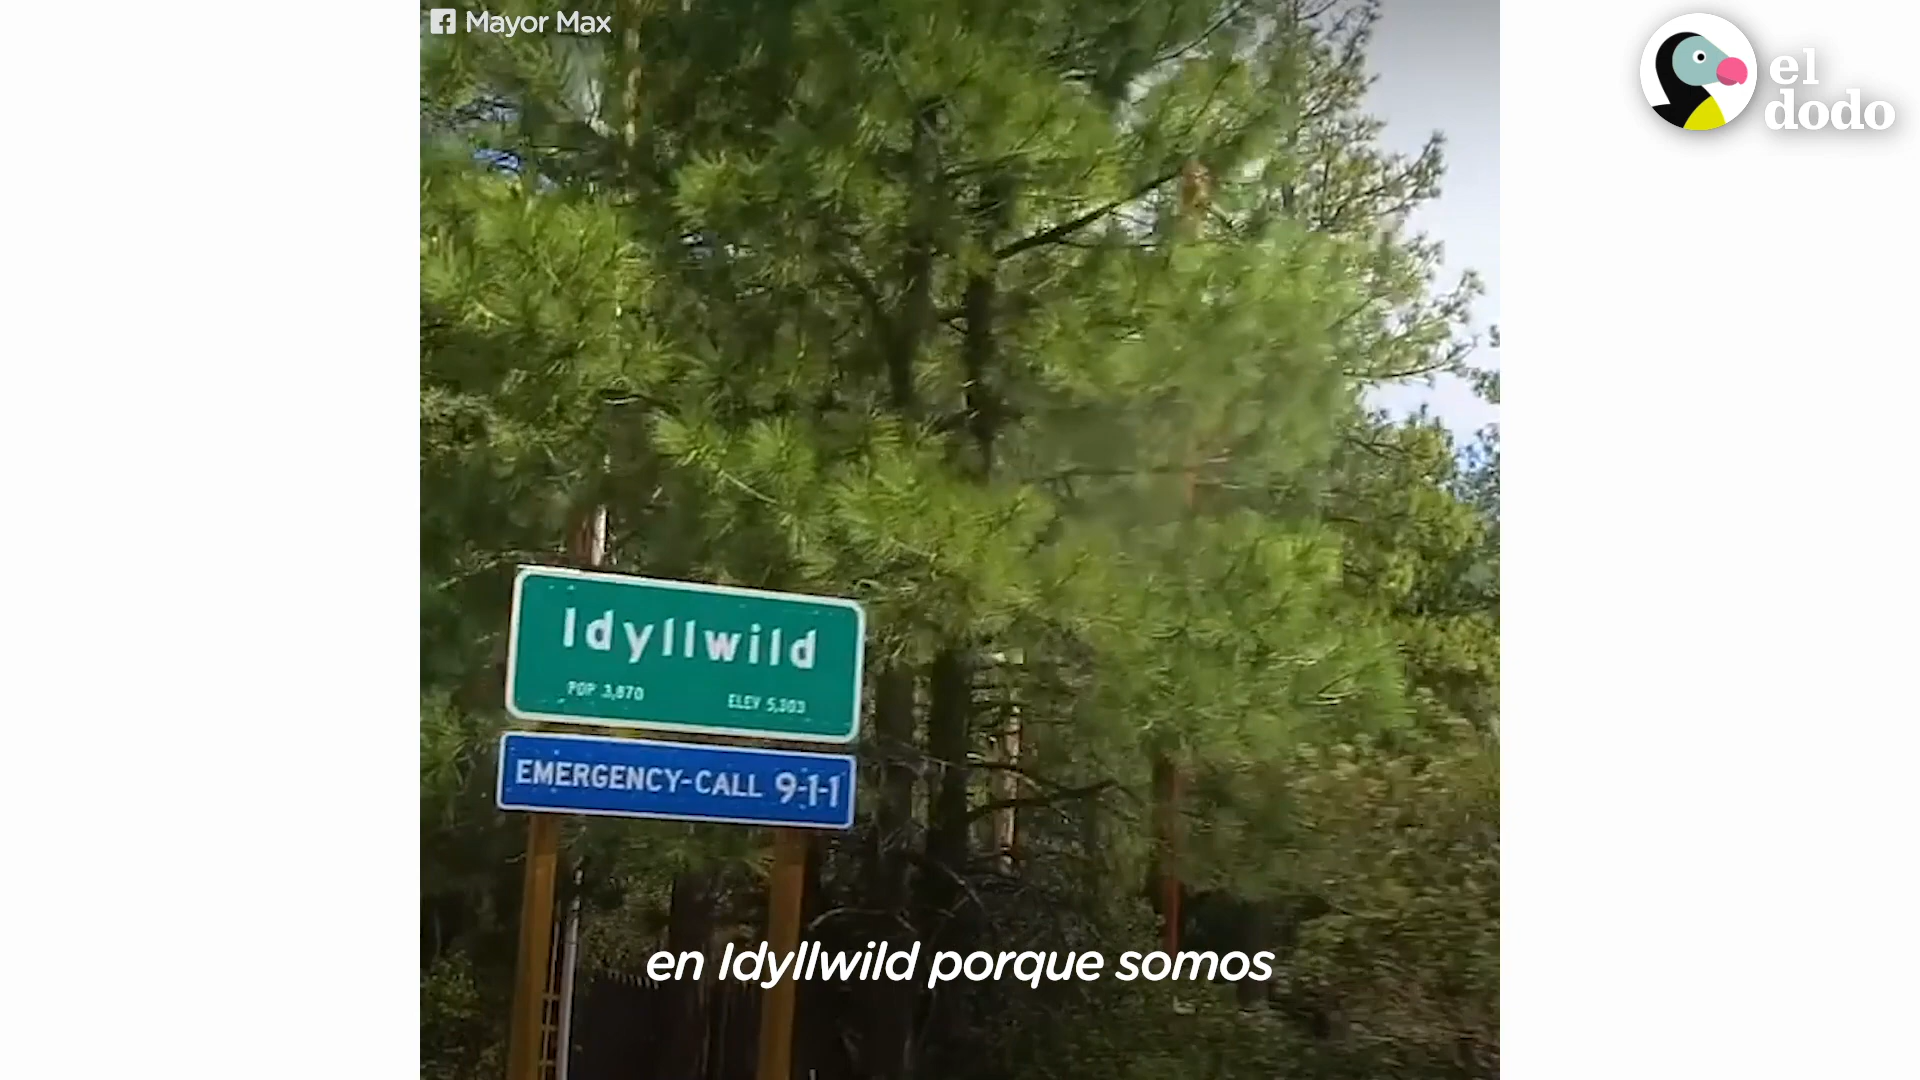 Mayor Max
el
dodo
Idyllwild
POP 3,870 ELEV 5,303
EMERGENCY-CALL 9-1-1
en Idyllwild porque somos